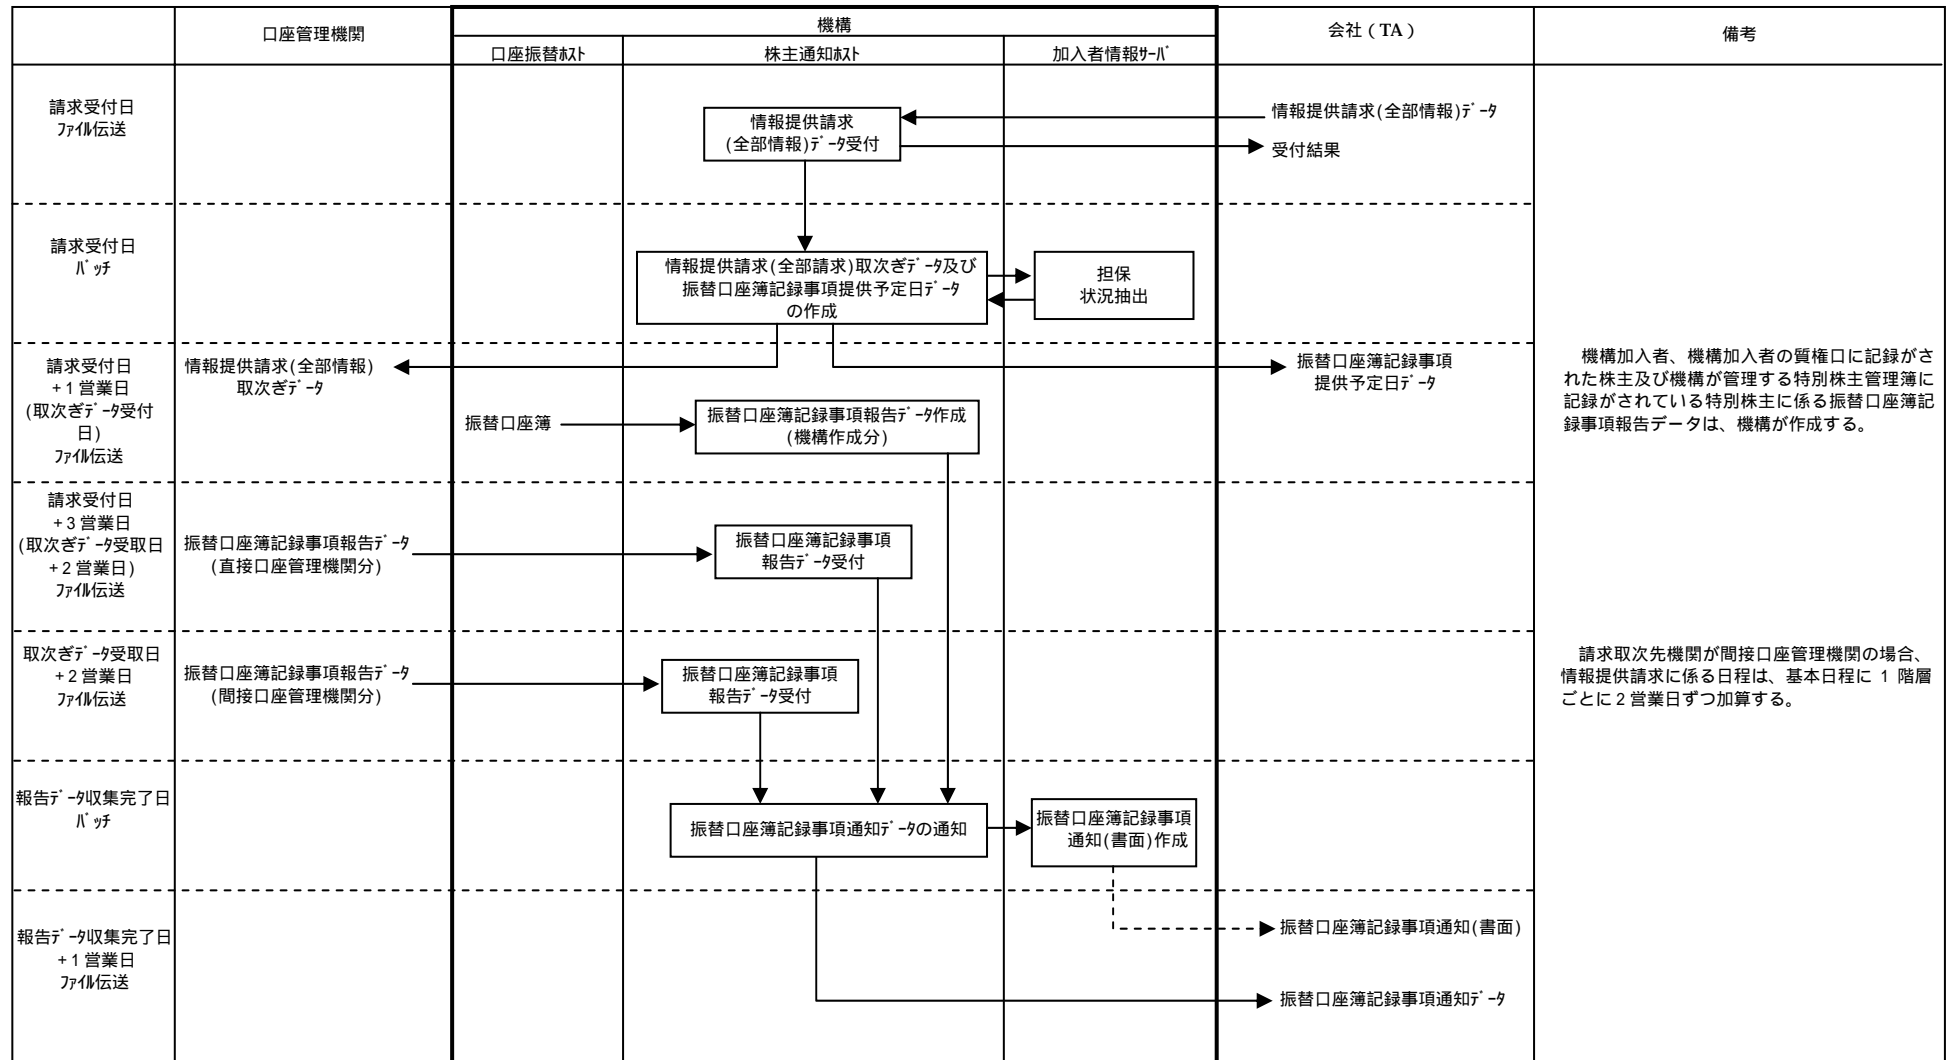 口座管理機関
機構
会社（TA）
備考
口座振替ﾎｽﾄ
株主通知ﾎｽﾄ
加入者情報ｻｰﾊﾞ
請求受付日
ﾌｧｲﾙ伝送
情報提供請求
(全部情報)ﾃﾞｰﾀ受付
情報提供請求(全部情報)ﾃﾞｰﾀ
受付結果
請求受付日
ﾊﾞｯﾁ
情報提供請求(全部請求)取次ぎﾃﾞｰﾀ及び
振替口座簿記録事項提供予定日ﾃﾞｰﾀ
の作成
担保
状況抽出
請求受付日
+1営業日
(取次ぎﾃﾞｰﾀ受付
日)
ﾌｧｲﾙ伝送
情報提供請求(全部情報)
取次ぎﾃﾞｰﾀ
振替口座簿記録事項
提供予定日ﾃﾞｰﾀ
振替口座簿
振替口座簿記録事項報告ﾃﾞｰﾀ作成
(機構作成分)
機構加入者、機構加入者の質権口に記録がさ
れた株主及び機構が管理する特別株主管理簿に
記録がされている特別株主に係る振替口座簿記
録事項報告データは、機構が作成する。
請求受付日
+3営業日
(取次ぎﾃﾞｰﾀ受取日
+2営業日)
ﾌｧｲﾙ伝送
振替口座簿記録事項報告ﾃﾞｰﾀ
(直接口座管理機関分)
振替口座簿記録事項
報告ﾃﾞｰﾀ受付
取次ぎﾃﾞｰﾀ受取日
+2営業日
ﾌｧｲﾙ伝送
振替口座簿記録事項報告ﾃﾞｰﾀ
(間接口座管理機関分)
振替口座簿記録事項
報告ﾃﾞｰﾀ受付
請求取次先機関が間接口座管理機関の場合、
情報提供請求に係る日程は、基本日程に 1 階層
ごとに2営業日ずつ加算する。
報告ﾃﾞｰﾀ収集完了日
ﾊﾞｯﾁ
振替口座簿記録事項通知ﾃﾞｰﾀの通知
振替口座簿記録事項
通知(書面)作成
報告ﾃﾞｰﾀ収集完了日
+1営業日
ﾌｧｲﾙ伝送
振替口座簿記録事項通知(書面)
振替口座簿記録事項通知ﾃﾞｰﾀ